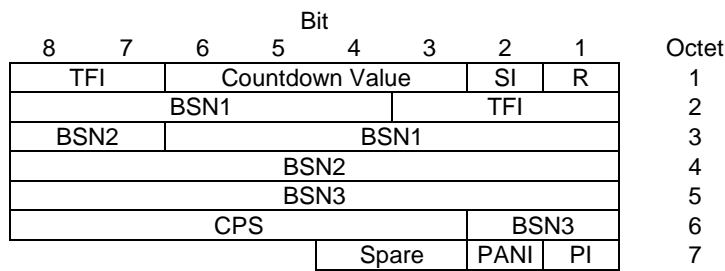 Bit
8 7 6 5 4 3 2 1 Octet
TFI Countdown Value SI R 1
BSN1 TFI 2
BSN2 BSN1 3
BSN2 4
BSN3 5
CPS BSN3 6
Spare PANI PI 7